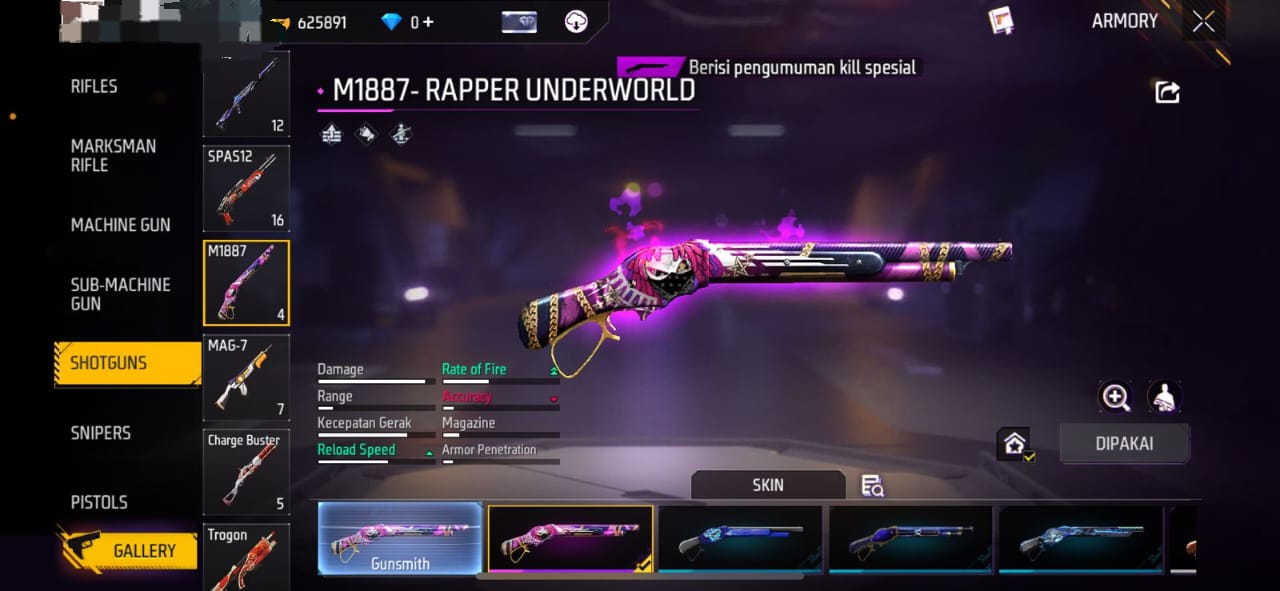 625891
0 +
ARMORY
RIFLES
MARKSMAN
RIFLE
MACHINE GUN
SUB-MACHINE
GUN
SHOTGUNS
SNIPERS
PISTOLS
GALLERY
12
SPAS12
16
M1887
4
MAG-7
7
Charge Buster
5
Trogon
Berisi pengumuman kill spesial
M1887- RAPPER UNDERWORLD
Damage
Rate of Fire
Range
Accuracy
Kecepatan Gerak
Magazine
Reload Speed
Armor Penetration
DIPAKAI
SKIN
Gunsmith